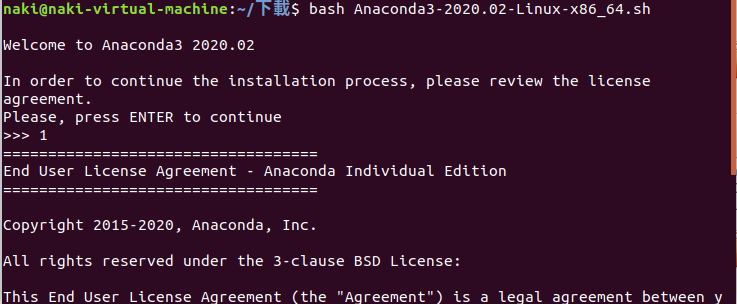 naki@naki-virtual-machine:~/下載$ bash Anaconda3-2020.02-Linux-x86_64.sh
Welcome to Anaconda3 2020.02
In order to continue the installation process, please review the license
agreement.
Please, press ENTER to continue
>>> 1
===================================
End User License Agreement - Anaconda Individual Edition
===================================
Copyright 2015-2020, Anaconda, Inc.
All rights reserved under the 3-clause BSD License:
This End User License Agreement (the "Agreement") is a legal agreement between y